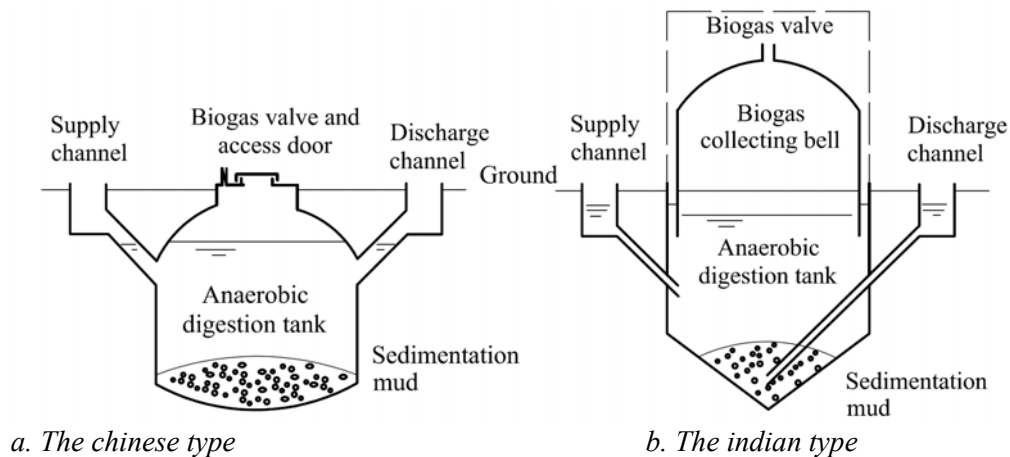 Supply
channel
Biogas valve and
access door
Discharge
channel
Anaerobic
digestion tank
Sedimentation
mud
a. The chinese type
Ground
Biogas valve
Biogas
collecting bell
Supply
channel
Discharge
channel
Anaerobic
digestion tank
Sedimentation
mud
b. The indian type